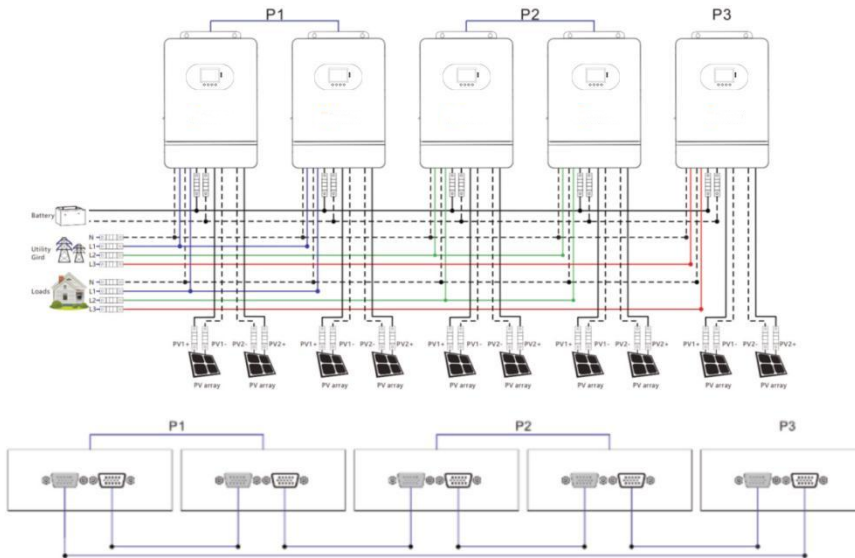 P1 P2 P3
Battery
N
Utility Gird
L1
L2
L3
N
Loads
L1
L2
L3
PV1+ PV1- PV2- PV2+ PV1+ PV1- PV2- PV2+ PV1+ PV1- PV2- PV2+ PV1+ PV1- PV2- PV2+ PV1+ PV1- PV2- PV2+
PV array PV array PV array PV array PV array PV array PV array PV array PV array PV array
P1 P2 P3